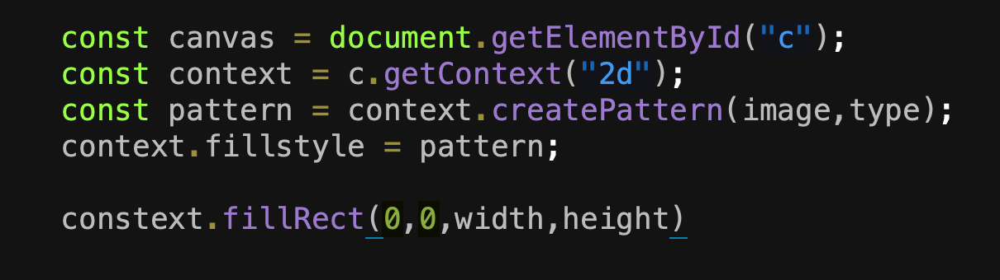 const canvas = document.getElementById("c");
const context = c.getContext("2d");
const pattern = context.createPattern(image,type);
context.fillstyle = pattern;
constext.fillRect(0,0,width,height)